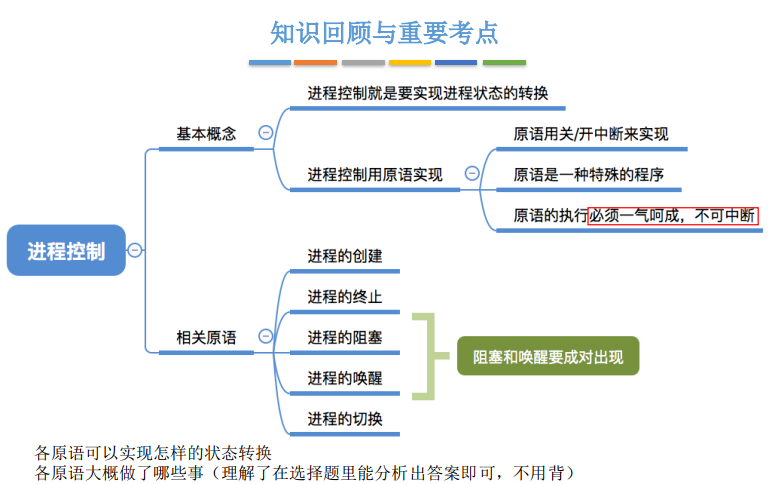 知识回顾与重要考点
进程控制
基本概念
进程控制就是要实现进程状态的转换
进程控制用原语实现
原语用关/开中断来实现
原语是一种特殊的程序
原语的执行必须一气呵成，不可中断
相关原语
进程的创建
进程的终止
进程的阻塞
进程的唤醒
进程的切换
阻塞和唤醒要成对出现
各原语可以实现怎样的状态转换
各原语大概做了哪些事（理解了在选择题里能分析出答案即可，不用背）